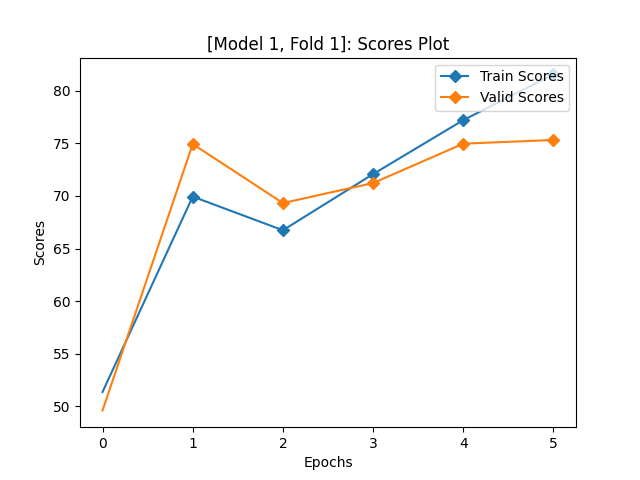 [Model 1, Fold 1]: Scores Plot
Train Scores
Valid Scores
80
75
70
65
60
55
50
Scores
0 1 2 3 4 5
Epochs